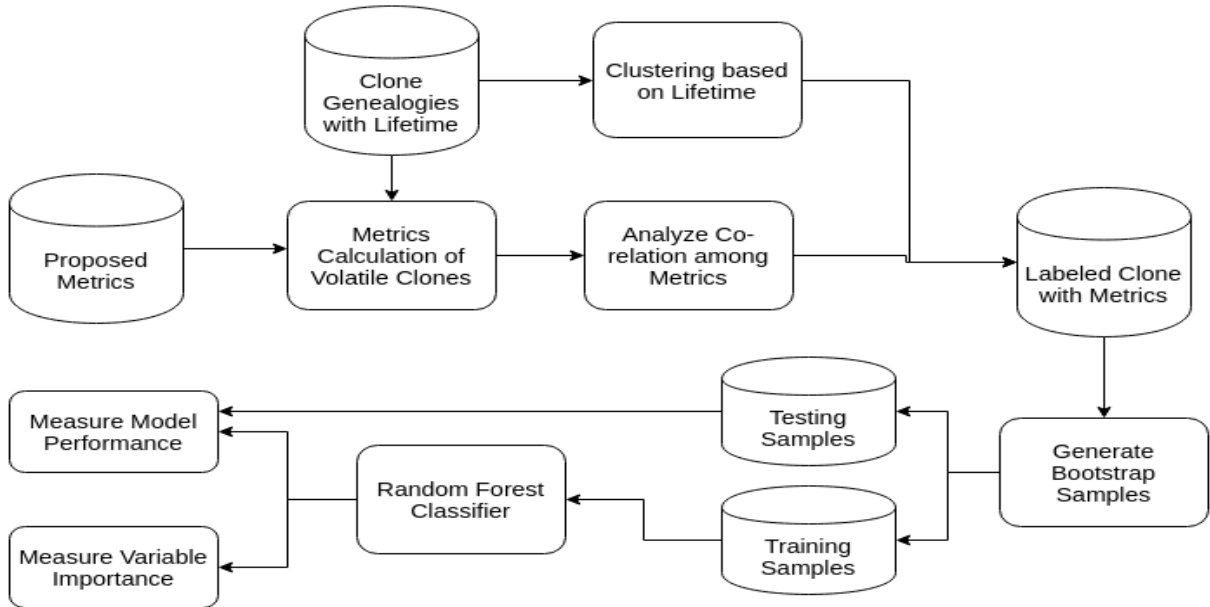 Clone
Genealogies
with Lifetime
Clustering based
on Lifetime
Proposed
Metrics
Metrics
Calculation of
Volatile Clones
Analyze Co-
relation among
Metrics
Labeled Clone
with Metrics
Measure Model
Performance
Testing
Samples
Generate
Bootstrap
Samples
Random Forest
Classifier
Training
Samples
Measure Variable
Importance